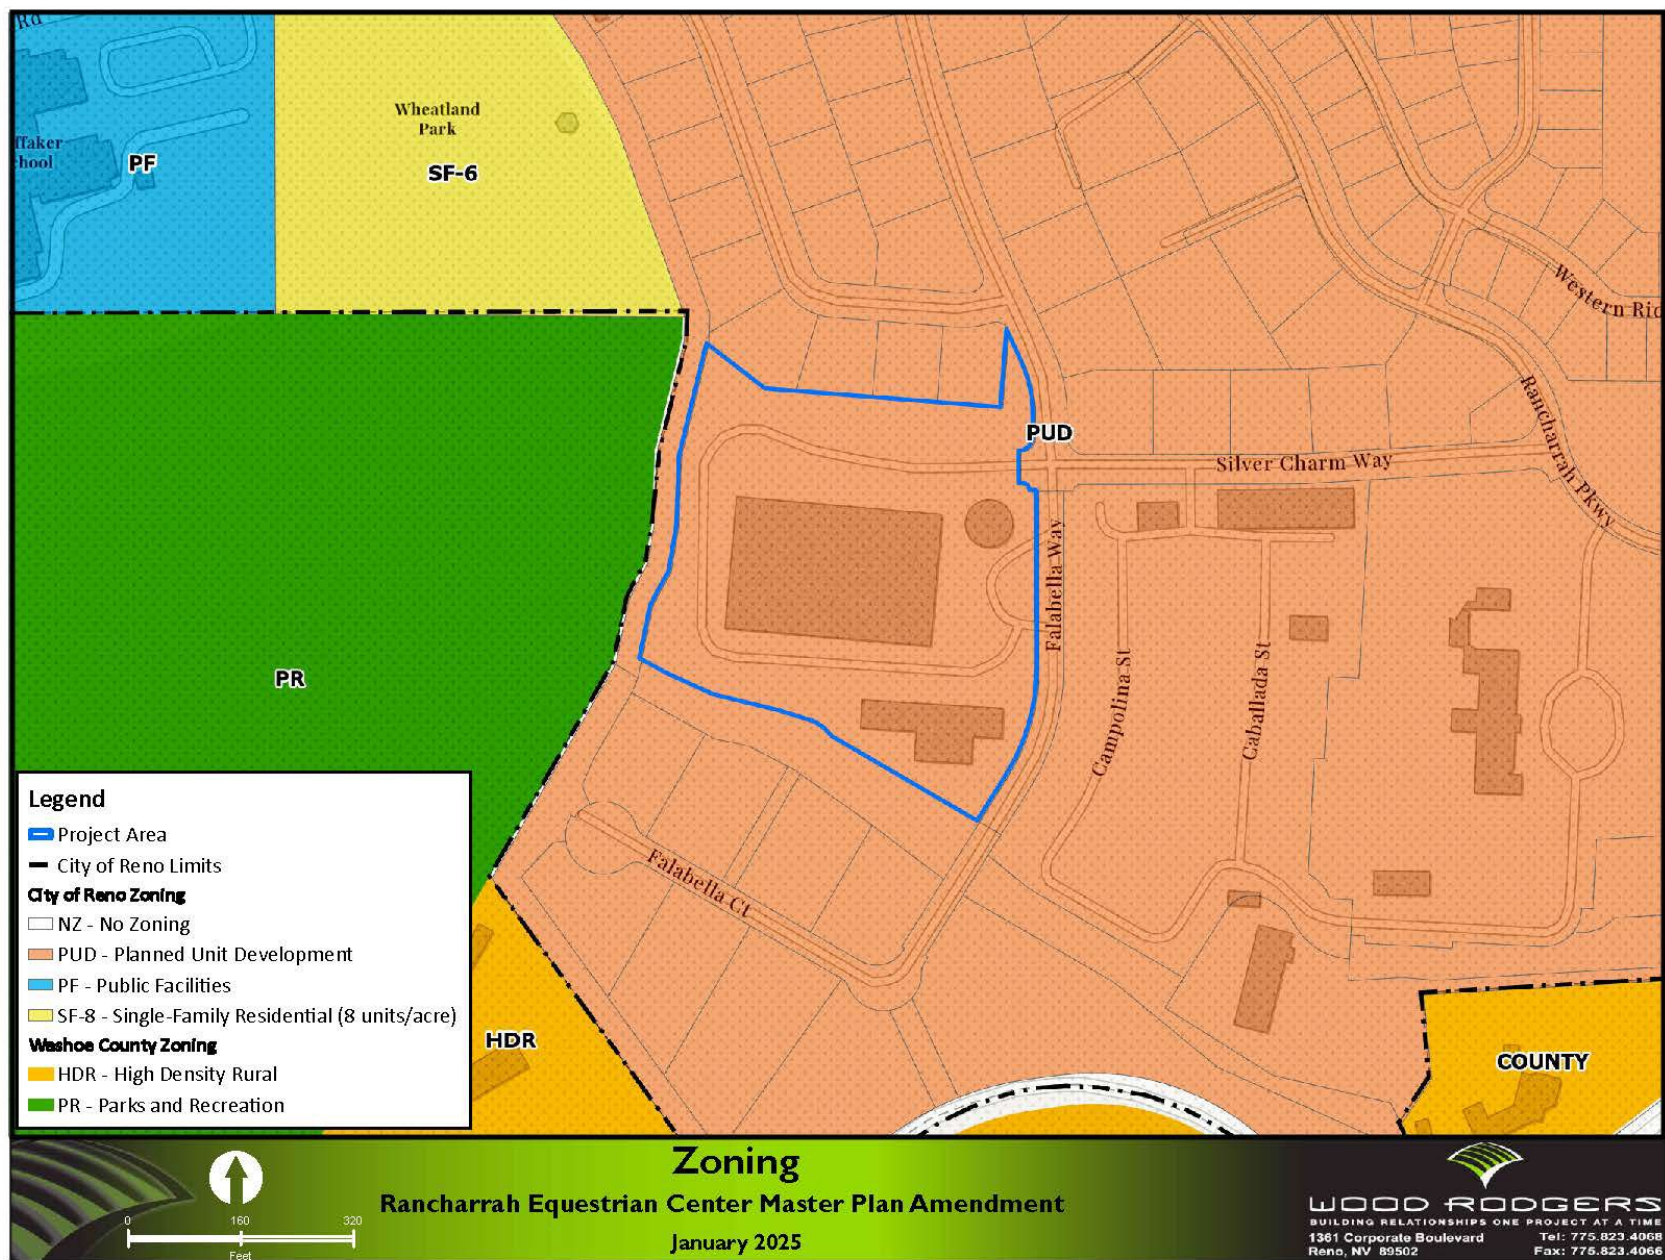 Rd
Wheatland
Park
SF-6
ffaker
hool
PF
Western Rid
PUD
Silver Charm Way
Rancharrah Pkwy
Falabella Way
Campolina St
Caballada St
PR
Falabella Ct
HDR
COUNTY
Legend
Project Area
City of Reno Limits
City of Reno Zoning
NZ - No Zoning
PUD - Planned Unit Development
PF - Public Facilities
SF-8 - Single-Family Residential (8 units/acre)
Washoe County Zoning
HDR - High Density Rural
PR - Parks and Recreation
0 160 320
Feet
Zoning
Rancharrah Equestrian Center Master Plan Amendment
January 2025
WOOD RODGERS
BUILDING RELATIONSHIPS ONE PROJECT AT A TIME
1361 Corporate Boulevard Tel: 775.823.4068
Reno, NV 89502 Fax: 775.823.4066